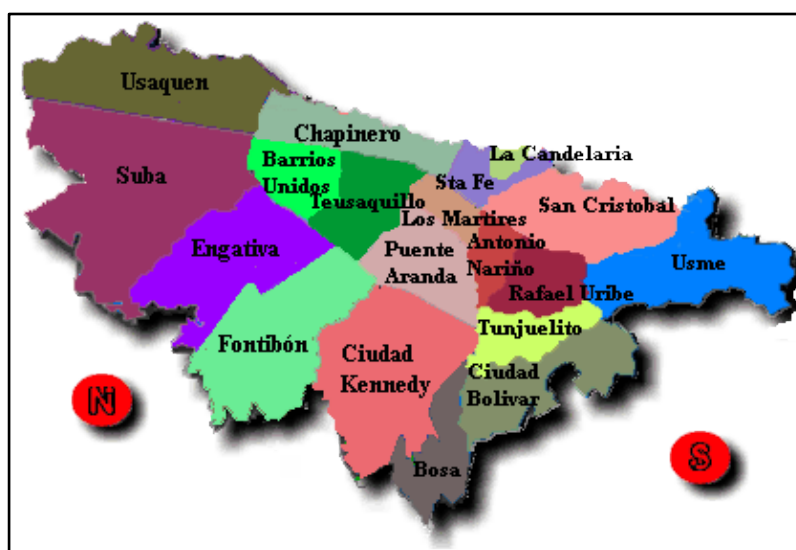 Usaquen
Chapinero
La Candelaria
Barrios
Unidos
Suba
Sta Fe
Teusaquillo
San Cristobal
Los Martires
Engativa
Puente
Aranda
Antonio
Nariño
Usme
Rafael Uribe
Tunjuelito
Fontibón
Ciudad
Kennedy
Ciudad
Bolivar
N
S
Bosa